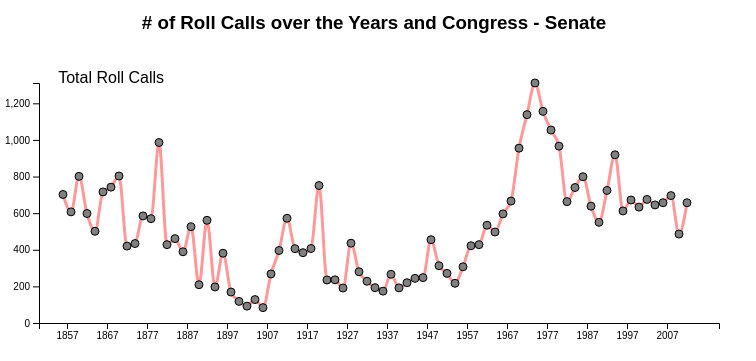 # of Roll Calls over the Years and Congress - Senate
Total Roll Calls
1,200
1,000
800
600
400
200
0
1857 1867 1877 1887 1897 1907 1917 1927 1937 1947 1957 1967 1977 1987 1997 2007